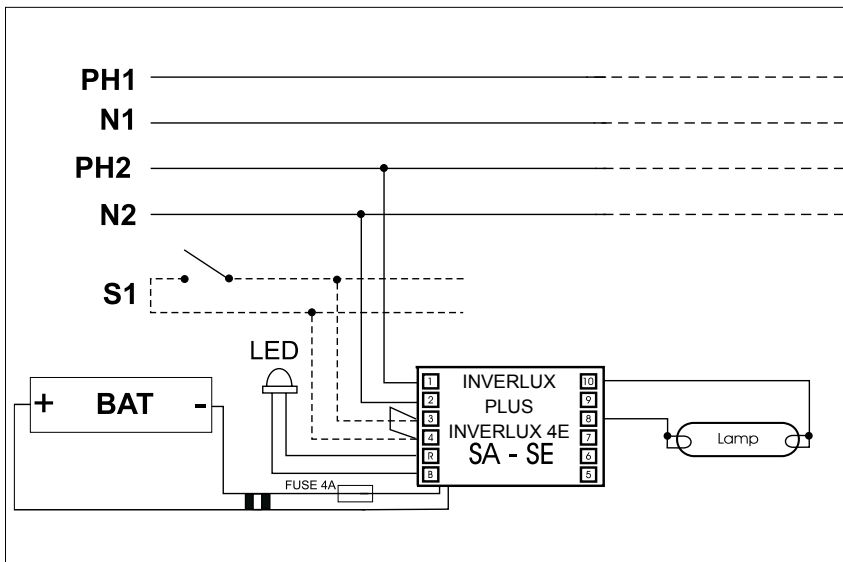 PH1
N1
PH2
N2
S1
LED
+ BAT -
FUSE 4A
1 INVERLUX 10
2 PLUS 9
3 8
4 INVERLUX 4E 7
R SA - SE 6
B 5
Lamp